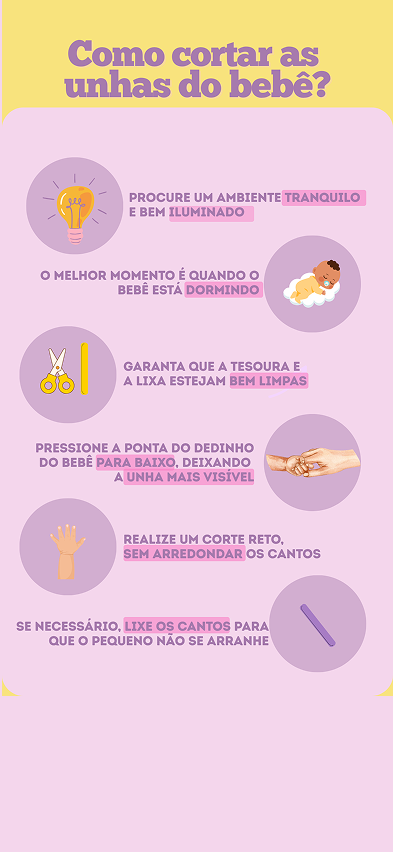 Como cortar as
unhas do bebê?
PROCURE UM AMBIENTE TRANQUILO
E BEM ILUMINADO
O MELHOR MOMENTO É QUANDO O
BEBÊ ESTÁ DORMINDO
GARANTA QUE A TESOURA E
A LIXA ESTEJAM BEM LIMPAS
PRESSIONE A PONTA DO DEDINHO
DO BEBÊ PARA BAIXO, DEIXANDO
A UNHA MAIS VISÍVEL
REALIZE UM CORTE RETO,
SEM ARREDONDAR OS CANTOS
SE NECESSÁRIO, LIXE OS CANTOS PARA
QUE O PEQUENO NÃO SE ARRANHE